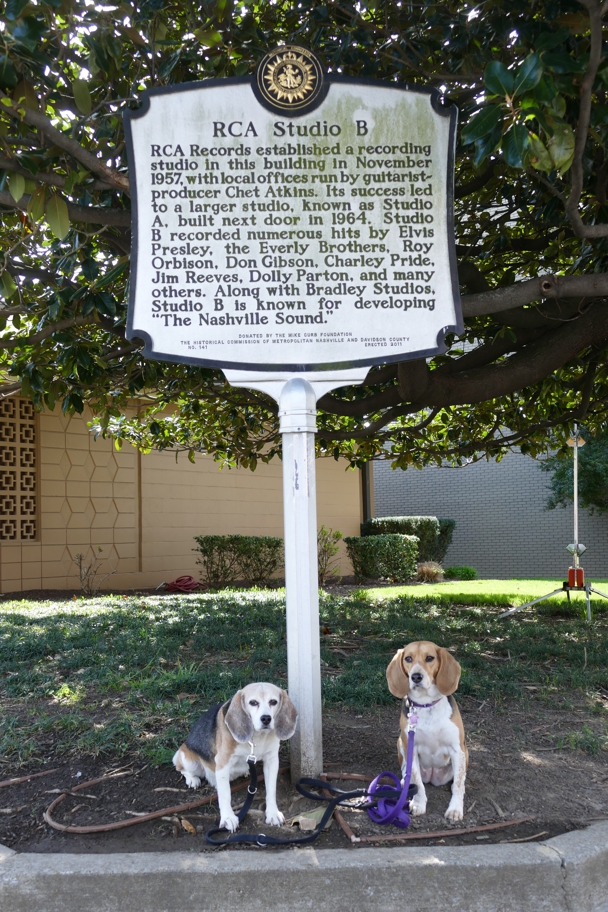 RCA Studio B
RCA Records established a recording
studio in this building in November
1957, with local offices run by guitarist-
producer Chet Atkins. Its success led
to a larger studio, known as Studio
A, built next door in 1964. Studio
B recorded numerous hits by Elvis
Presley, the Everly Brothers, Roy
Orbison, Don Gibson, Charley Pride,
Jim Reeves, Dolly Parton, and many
others. Along with Bradley Studios,
Studio B is known for developing
“The Nashville Sound.”
DONATED BY THE MIKE CURB FOUNDATION
THE HISTORICAL COMMISSION OF METROPOLITAN NASHVILLE AND DAVIDSON COUNTY
NO. 141 ERECTED 2011